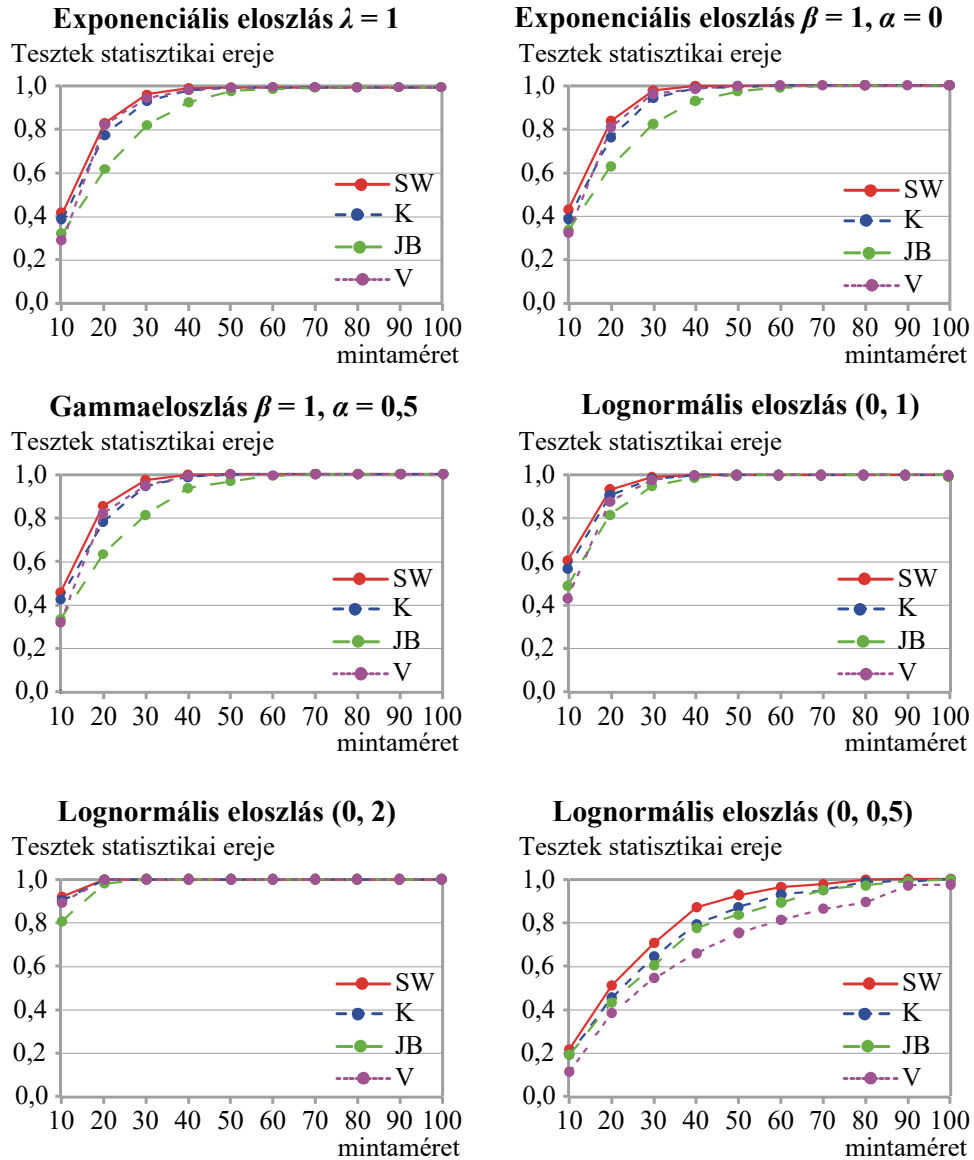 Exponenciális eloszlás λ = 1
Tesztek statisztikai ereje
1,0
0,8
0,6
0,4
0,2
0,0
SW
K
JB
V
10 20 30 40 50 60 70 80 90 100
mintaméret
Exponenciális eloszlás β = 1, α = 0
Tesztek statisztikai ereje
1,0
0,8
0,6
0,4
0,2
0,0
SW
K
JB
V
10 20 30 40 50 60 70 80 90 100
mintaméret
Gammaeloszlás β = 1, α = 0,5
Tesztek statisztikai ereje
1,0
0,8
0,6
0,4
0,2
0,0
SW
K
JB
V
10 20 30 40 50 60 70 80 90 100
mintaméret
Lognormális eloszlás (0, 1)
Tesztek statisztikai ereje
1,0
0,8
0,6
0,4
0,2
0,0
SW
K
JB
V
10 20 30 40 50 60 70 80 90 100
mintaméret
Lognormális eloszlás (0, 2)
Tesztek statisztikai ereje
1,0
0,8
0,6
0,4
0,2
0,0
SW
K
JB
V
10 20 30 40 50 60 70 80 90 100
mintaméret
Lognormális eloszlás (0, 0,5)
Tesztek statisztikai ereje
1,0
0,8
0,6
0,4
0,2
0,0
SW
K
JB
V
10 20 30 40 50 60 70 80 90 100
mintaméret